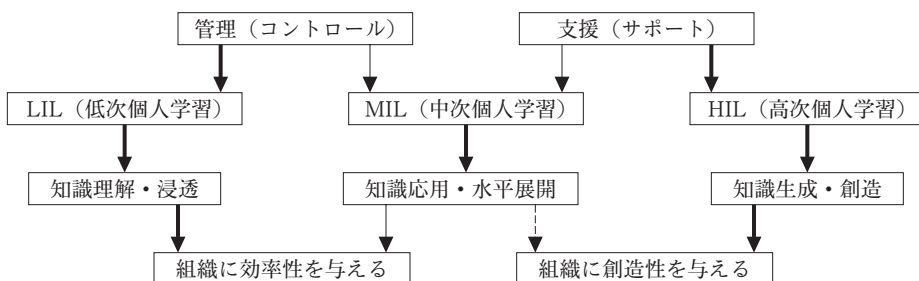 管理（コントロール）
支援（サポート）
LIL（低次個人学習）
MIL（中次個人学習）
HIL（高次個人学習）
知識理解・浸透
知識応用・水平展開
知識生成・創造
組織に効率性を与える
組織に創造性を与える